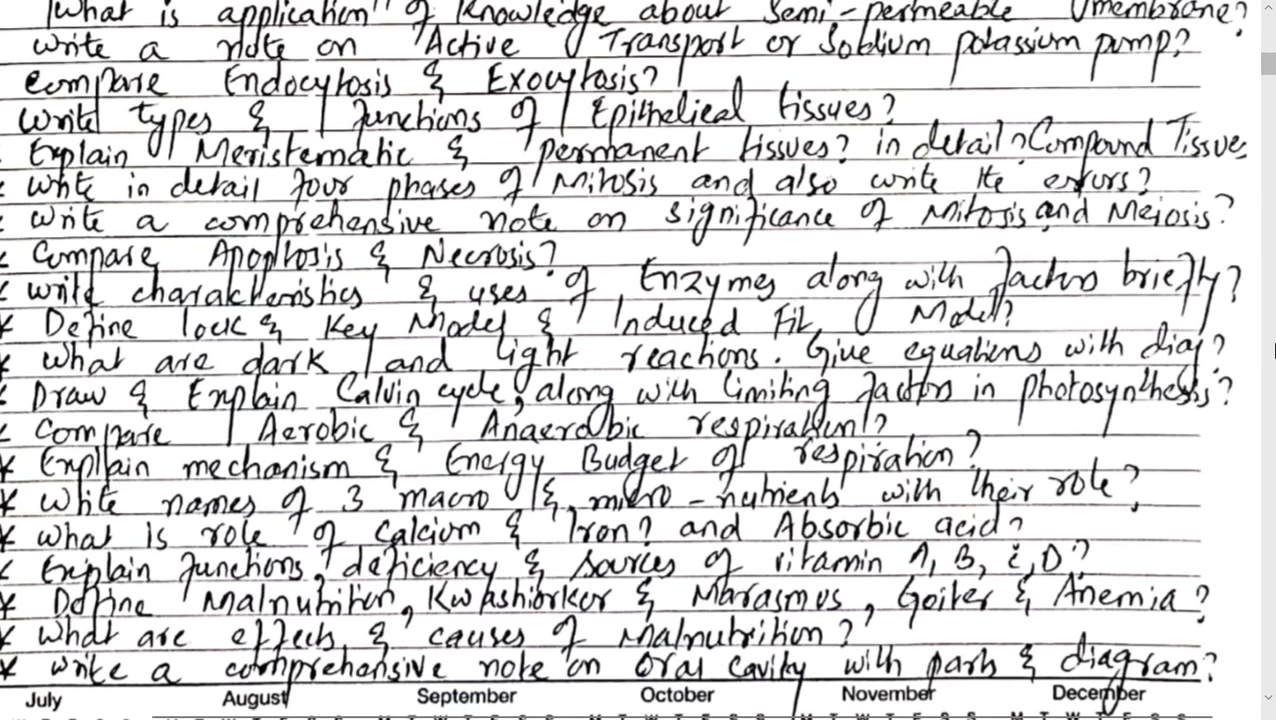 What is application of Knowledge about Semi-permeable membrane?
Write a note on Active Transport or Soldium potassium pump?
Compare Endocytosis & Exocytosis?
Write types & functions of Epithelical tissues?
Explain Meristematic & permanent tissues? in detail Compound Tissues
Write in detail four phases of Mitosis and also write its errors?
Write a comprehensive note on significance of Mitosis and Meiosis?
Compare Apoptosis & Necrosis?
Write charakteristics & uses of Enzymes along with factors briefly?
* Define lock & Key Model & Induced Fit Model?
* What are dark and light reactions. Give equations with diag?
Draw & Explain Calvin cycle, along with limiting factors in photosynthesis?
Compare Aerobic & Anaerobic respiration?
* Explain mechanism & Energy Budget of respiration?
* Write names of 3 macro & micro-nutrients with their role?
* What is role of calcium & Iron? and Absorbic acid?
Explain functions, deficiency & sources of vitamin A, B, C, D?
* Define Malnutrition, Kwashiorkor & Marasmus, Goiter & Anemia?
* What are effects & causes of Malnutrition?
* Write a comprehensive note on Oral cavity with parts & diagram?
July August September October November December